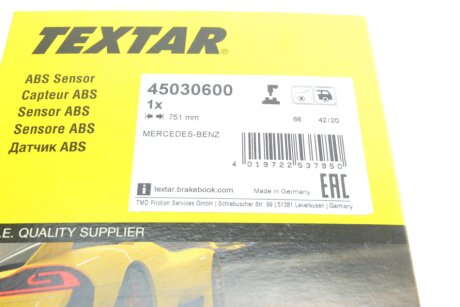 TEXTAR®
ABS Sensor
Capteur ABS
Sensor ABS
Sensore ABS
Датчик ABS
45030600
1x
751 mm
MERCEDES-BENZ
66
42/20
4 019722 537950
i textar.brakebook.com
Made in Germany
EAC
TMD Friction Services GmbH | Schlebuscher Str. 99 | 51381 Leverkusen | Germany
.E. QUALITY SUPPLIER